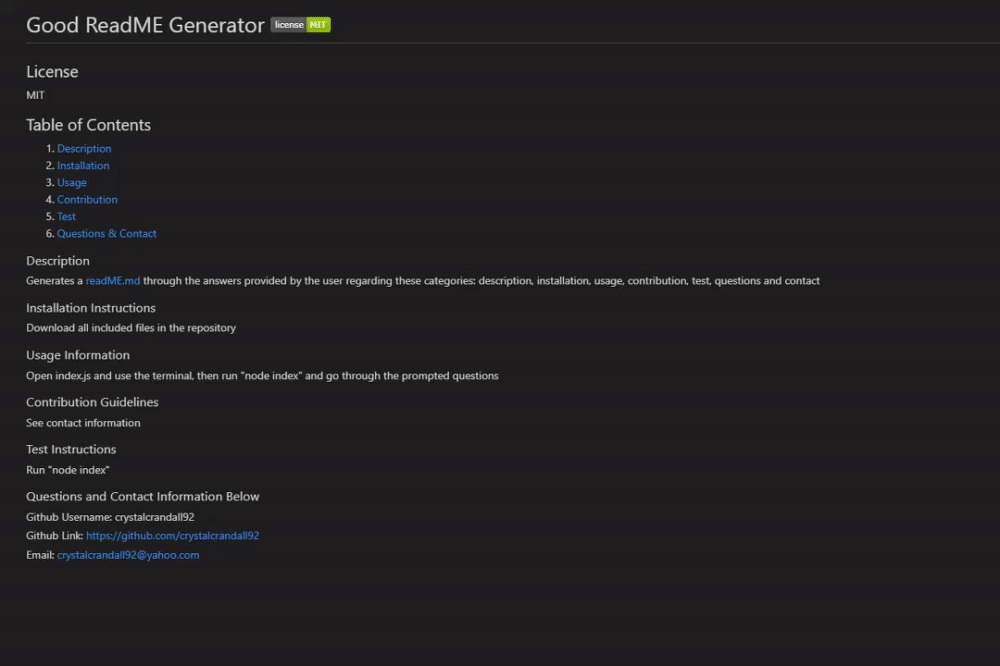 Good ReadME Generator license MIT
License
MIT
Table of Contents
1. Description
2. Installation
3. Usage
4. Contribution
5. Test
6. Questions & Contact
Description
Generates a readME.md through the answers provided by the user regarding these categories: description, installation, usage, contribution, test, questions and contact
Installation Instructions
Download all included files in the repository
Usage Information
Open index.js and use the terminal, then run "node index" and go through the prompted questions
Contribution Guidelines
See contact information
Test Instructions
Run "node index"
Questions and Contact Information Below
Github Username: crystalcrandall92
Github Link: https://github.com/crystalcrandall92
Email: crystalcrandall92@yahoo.com